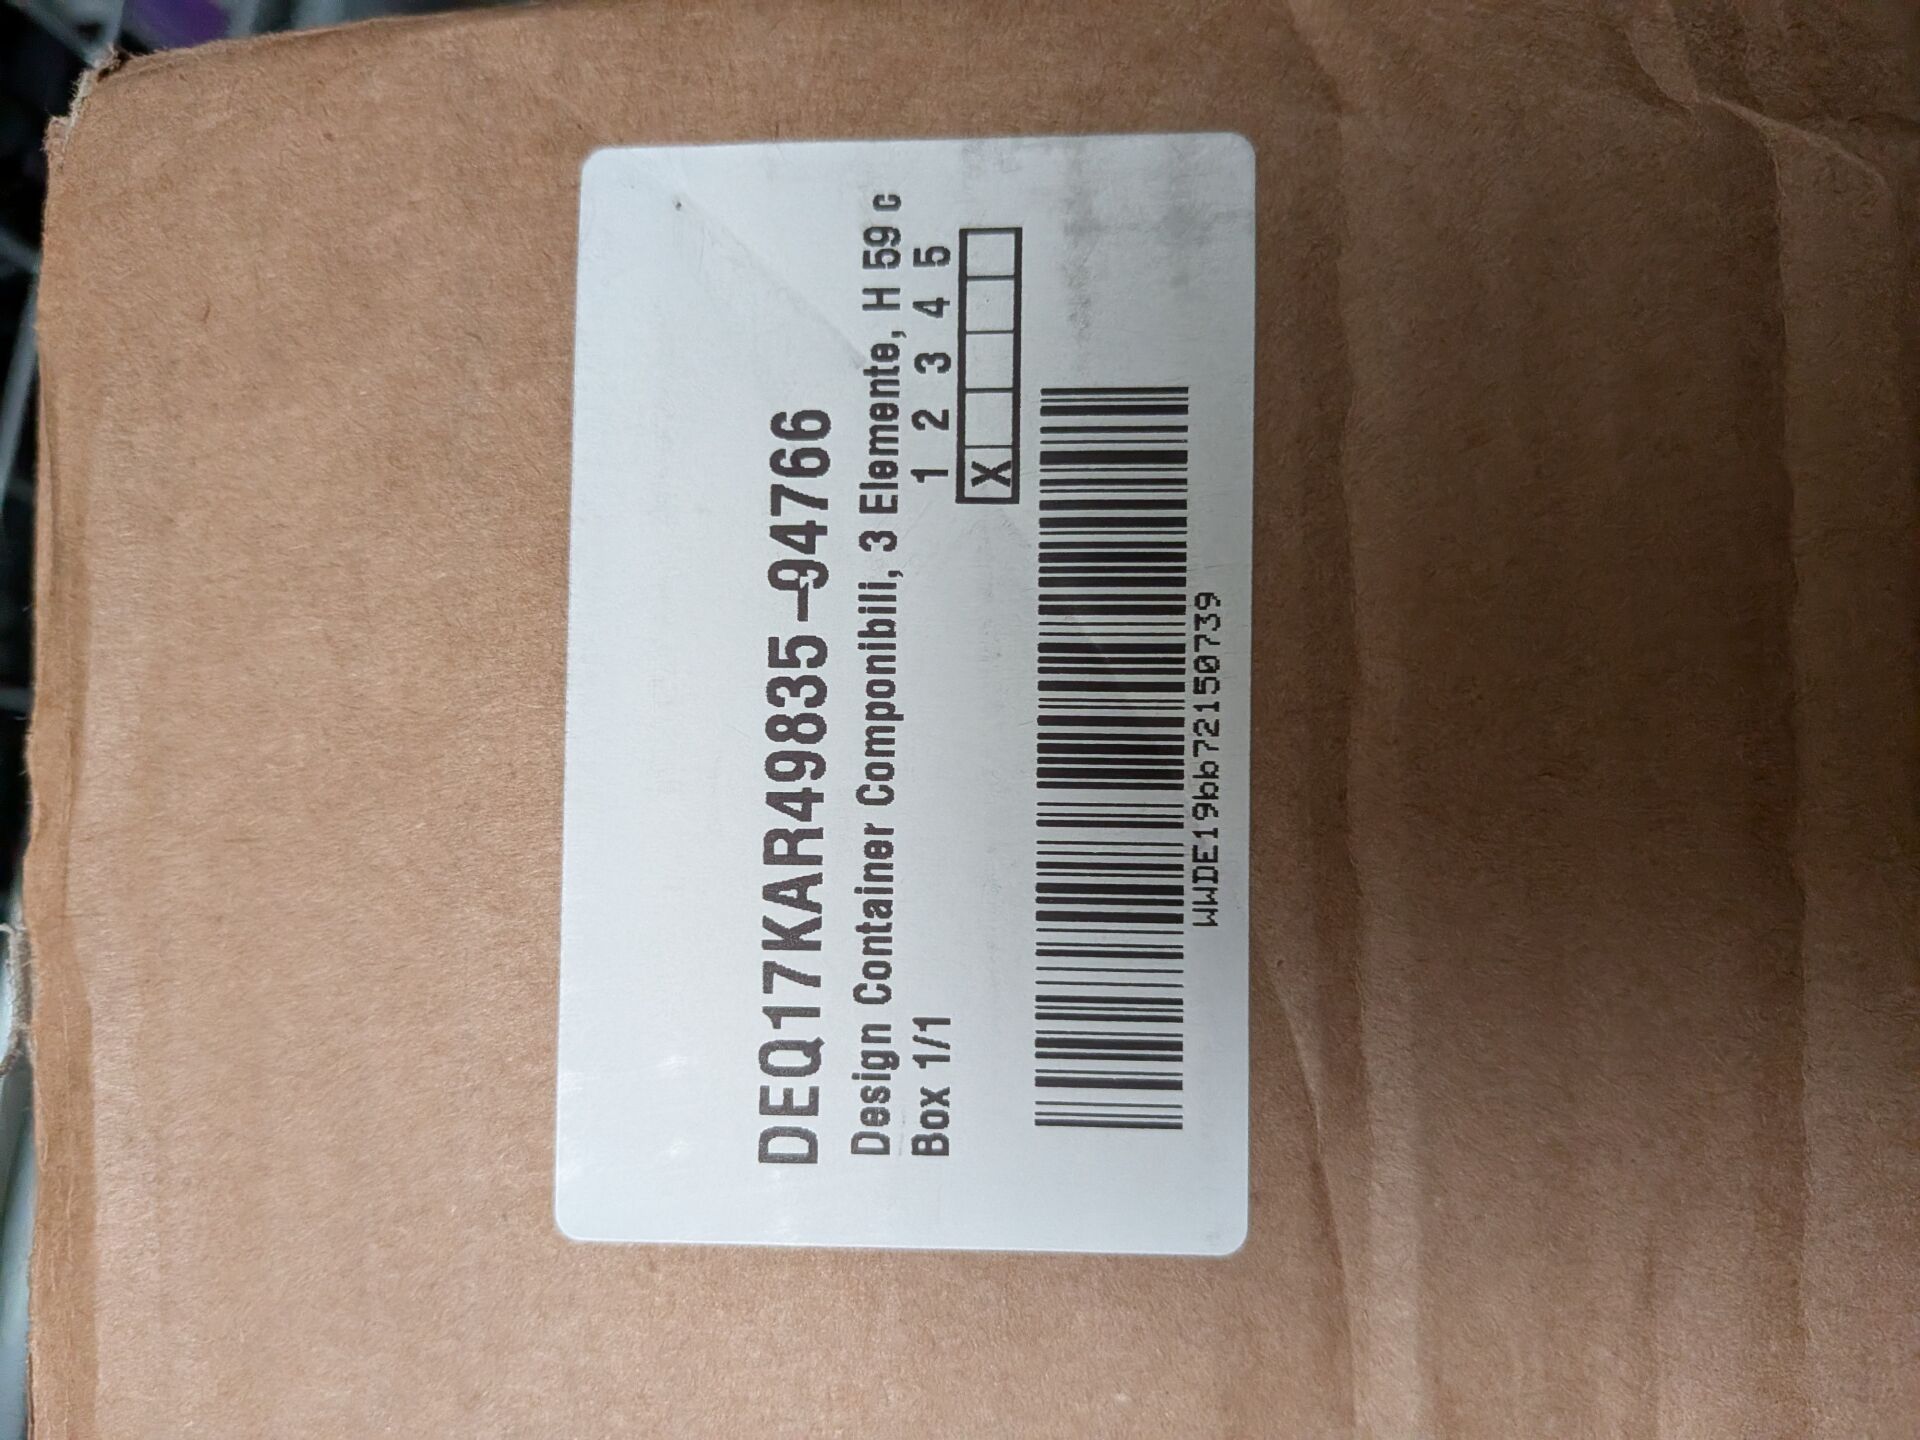 DEQ17KAR49835-94766
Design Container Componibili, 3 Elemente, H 59 c
Box 1/1
1 2 3 4 5
X
WWDE19bb72150739